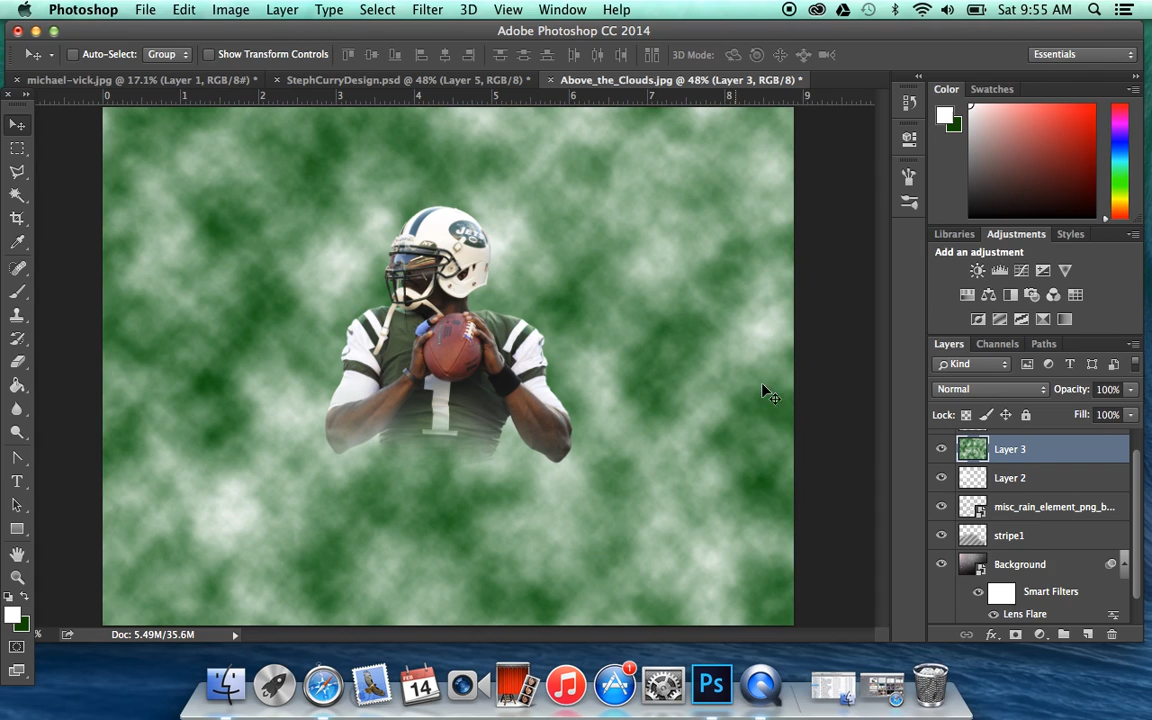 Photoshop File Edit Image Layer Type Select Filter 3D View Window Help Sat 9:55 AM
Adobe Photoshop CC 2014
Auto-Select: Group Show Transform Controls 3D Mode: Essentials
michael-vick.jpg @ 17.1% (Layer 1, RGB/8#) * StephCurryDesign.psd @ 48% (Layer 5, RGB/8) * Above_the_Clouds.jpg @ 48% (Layer 3, RGB/8) *
0 1 2 3 4 5 6 7 8 9
Color Swatches
Libraries Adjustments Styles
Add an adjustment
JETS
1
Layers Channels Paths
Kind
Normal Opacity: 100%
Lock: Fill: 100%
Layer 3
Layer 2
misc_rain_element_png_b...
stripe1
Background
Smart Filters
Lens Flare
% Doc: 5.49M/35.6M
FEB
14
1
Ps